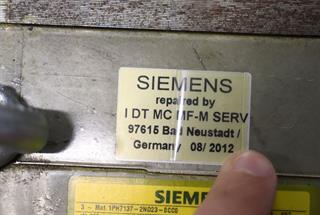 SIEMENS
repaired by
I DT MC MF-M SERV
97615 Bad Neustadt /
Germany 08/ 2012
SIEM
3 ~ Mot. 1PH7137-2ND23-0CC0